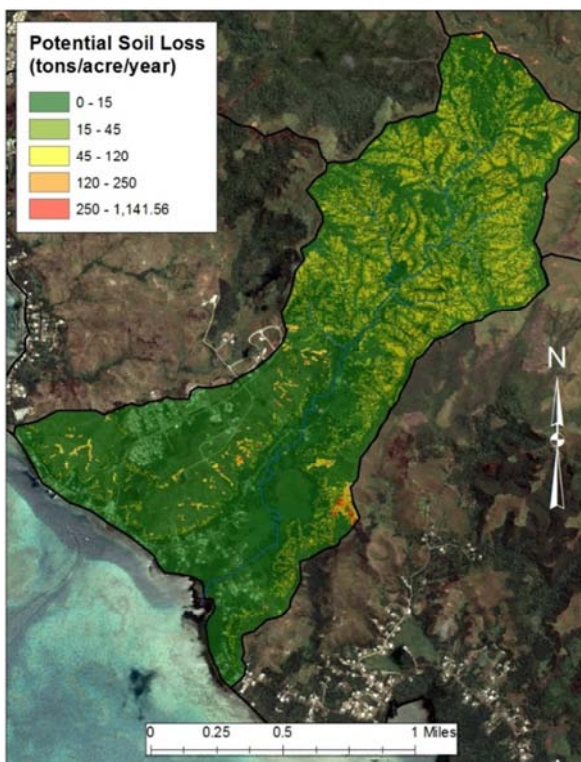 Potential Soil Loss
(tons/acre/year)
0 - 15
15 - 45
45 - 120
120 - 250
250 - 1,141.56
N
0 0.25 0.5 1 Miles